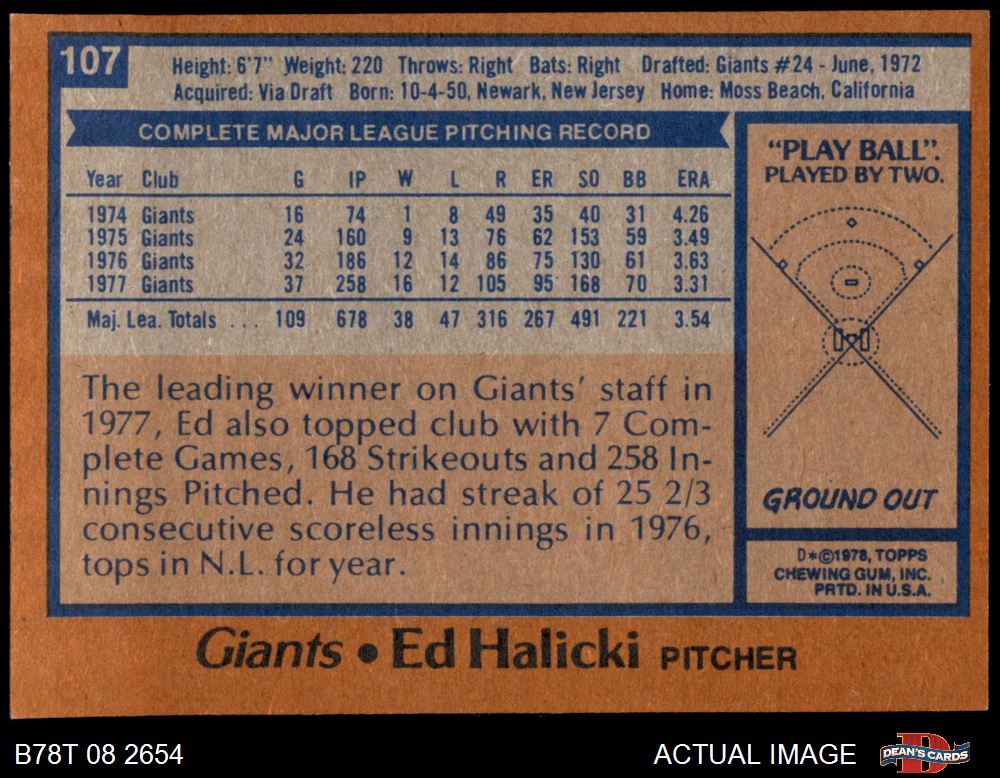 107
Height: 6'7" Weight: 220 Throws: Right Bats: Right Drafted: Giants #24 - June, 1972
Acquired: Via Draft Born: 10-4-50, Newark, New Jersey Home: Moss Beach, California
COMPLETE MAJOR LEAGUE PITCHING RECORD
Year Club G IP W L R ER SO BB ERA
1974 Giants 16 74 1 8 49 35 40 31 4.26
1975 Giants 24 160 9 13 76 62 153 59 3.49
1976 Giants 32 186 12 14 86 75 130 61 3.63
1977 Giants 37 258 16 12 105 95 168 70 3.31
Maj. Lea. Totals ... 109 678 38 47 316 267 491 221 3.54
The leading winner on Giants' staff in
1977, Ed also topped club with 7 Com-
plete Games, 168 Strikeouts and 258 In-
nings Pitched. He had streak of 25 2/3
consecutive scoreless innings in 1976,
tops in N.L. for year.
"PLAY BALL".
PLAYED BY TWO.
GROUND OUT
D*©1978, TOPPS
CHEWING GUM, INC.
PRTD. IN U.S.A.
Giants • Ed Halicki PITCHER
B78T 08 2654 ACTUAL IMAGE
DEAN'S CARDS